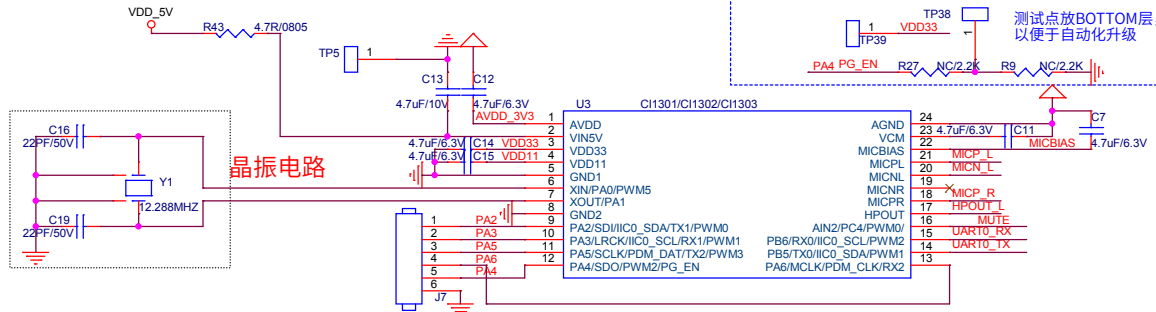 VDD_5V
R43
4.7R/0805
TP5
1
C13
C12
4.7uF/10V
4.7uF/6.3V
AVDD_3V3
TP38
1
TP39
1
VDD33
测试点放BOTTOM层,
以便于自动化升级
PA4
PG_EN
R27
NC/2.2K
R9
NC/2.2K
U3
CI1301/CI1302/CI1303
1
AVDD
2
VIN5V
3
VDD33
4
VDD11
5
GND1
6
XIN/PA0/PWM5
7
XOUT/PA1
8
GND2
9
PA2/SDI/IIC0_SDA/TX1/PWM0
10
PA3/LRCK/IIC0_SCL/RX1/PWM1
11
PA5/SCLK/PDM_DAT/TX2/PWM3
12
PA4/SDO/PWM2/PG_EN
24
AGND
23
VCM
22
MICBIAS
21
MICPL
20
MICNL
19
MICNR
18
MICPR
17
HPOUT
16
AIN2/PC4/PWM0/
15
PB6/RX0/IIC0_SCL/PWM2
14
PB5/TX0/IIC0_SDA/PWM1
13
PA6/MCLK/PDM_CLK/RX2
4.7uF/6.3V
C14
VDD33
4.7uF/6.3V
C15
VDD11
4.7uF/6.3V
C11
C7
4.7uF/6.3V
MICBIAS
MICP_L
MICN_L
MICP_R
HPOUT_L
MUTE
UART0_RX
UART0_TX
C16
22PF/50V
晶振电路
Y1
12.288MHZ
C19
22PF/50V
1
PA2
2
PA3
3
PA5
4
PA6
5
PA4
6
J7